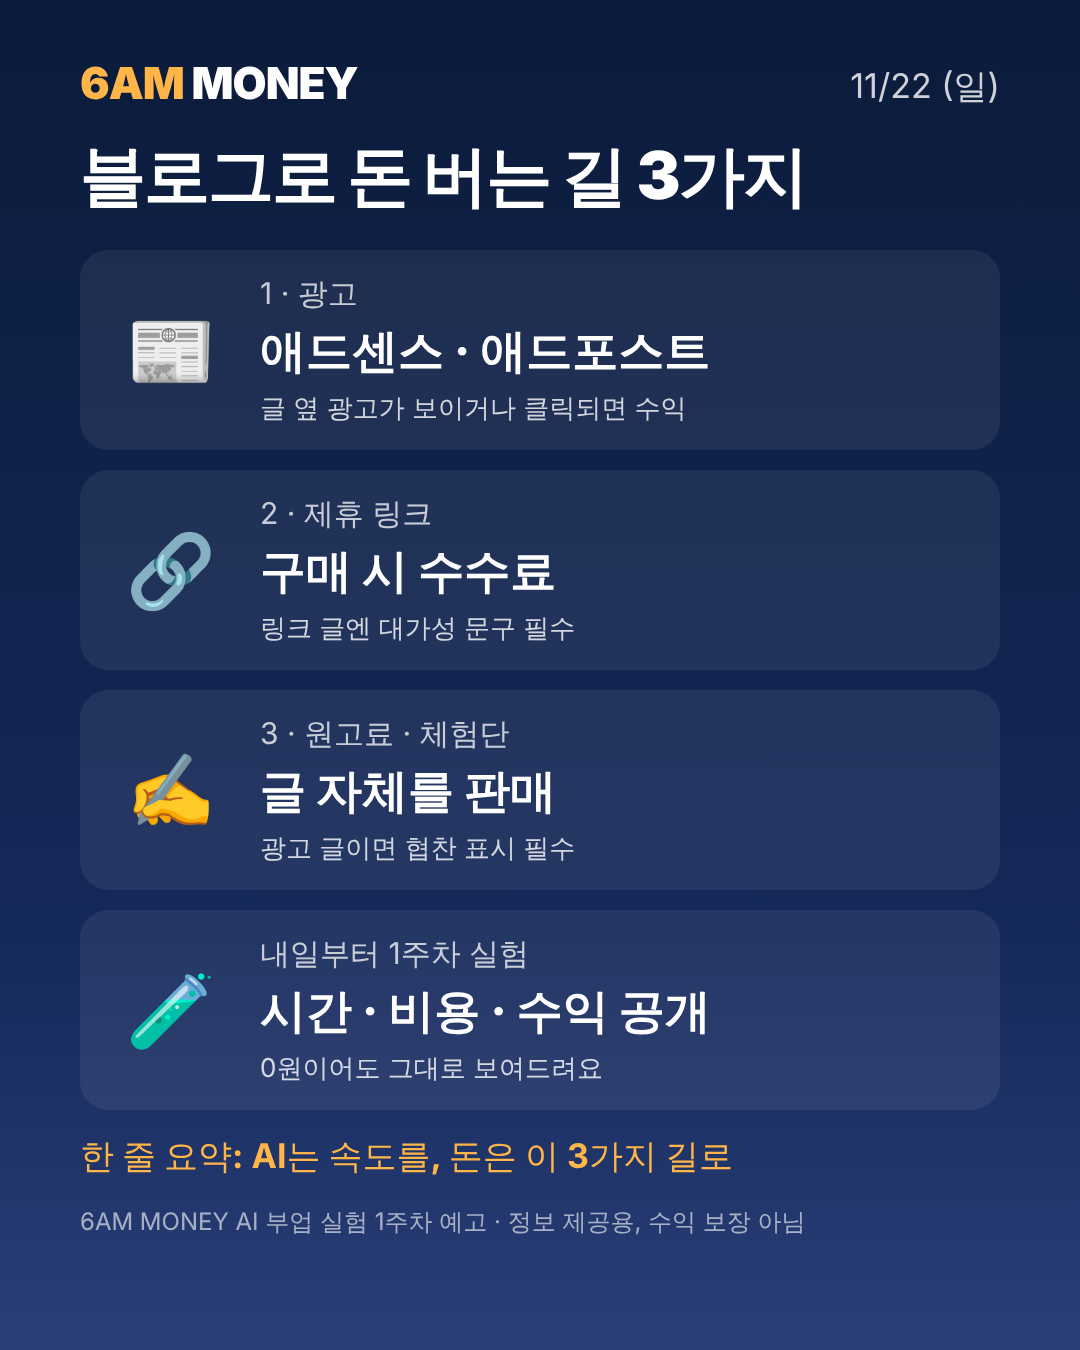 6AM MONEY
11/22 (일)
블로그로 돈 버는 길 3가지
1 · 광고
애드센스 · 애드포스트
글 옆 광고가 보이거나 클릭되면 수익
2 · 제휴 링크
구매 시 수수료
링크 글엔 대가성 문구 필수
3 · 원고료 · 체험단
글 자체를 판매
광고 글이면 협찬 표시 필수
내일부터 1주차 실험
시간 · 비용 · 수익 공개
0원이어도 그대로 보여드려요
한 줄 요약: AI는 속도를, 돈은 이 3가지 길로
6AM MONEY AI 부업 실험 1주차 예고 · 정보 제공용, 수익 보장 아님